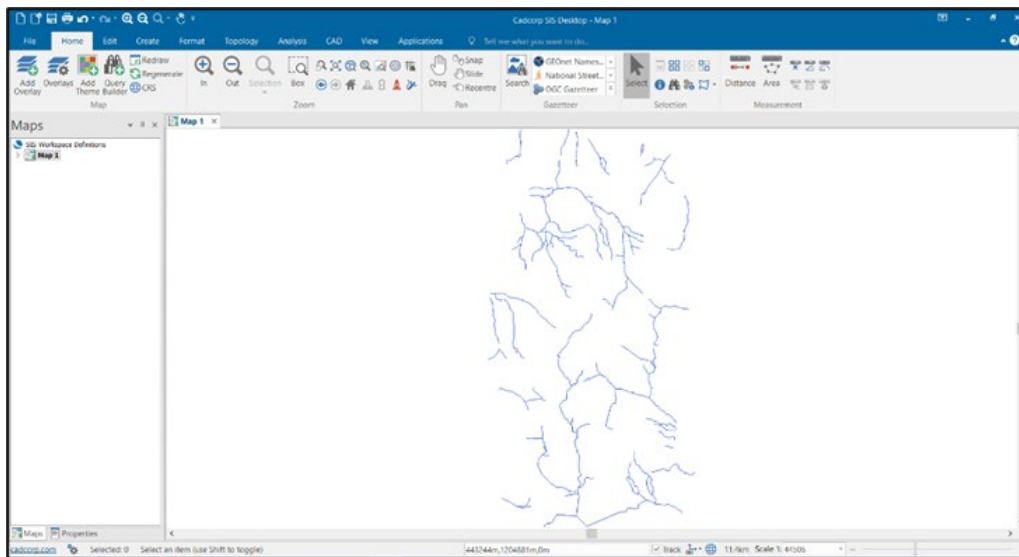 Cadcorp SIS Desktop - Map 1
File Home Edit Create Format Topology Analysis CAD View Applications Tell me what you want to do...
Add Overlay
Overlays
Add Theme
Query Builder
Redraw
Regenerate
CRS
Map
In
Out
Selection
Box
Zoom
Drag
Snap
Slide
Recentre
Pan
Search
GEOnet Names...
National Street...
OGC Gazetteer
Gazetteer
Select
Selection
Distance
Area
Measurement
Maps
Map 1
SIS Workspace Definitions
Map 1
Maps Properties
cadcorp.com Selected: 0 Select an item (use Shift to toggle)
Track